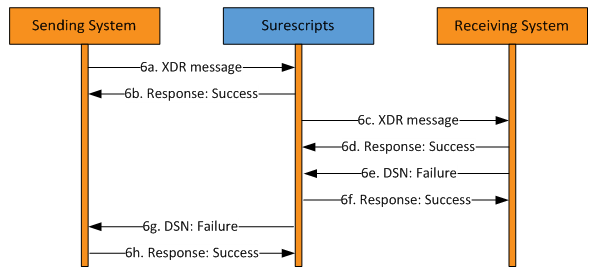 Sending System
Surescripts
Receiving System
6a. XDR message
6b. Response: Success
6c. XDR message
6d. Response: Success
6e. DSN: Failure
6f. Response: Success
6g. DSN: Failure
6h. Response: Success